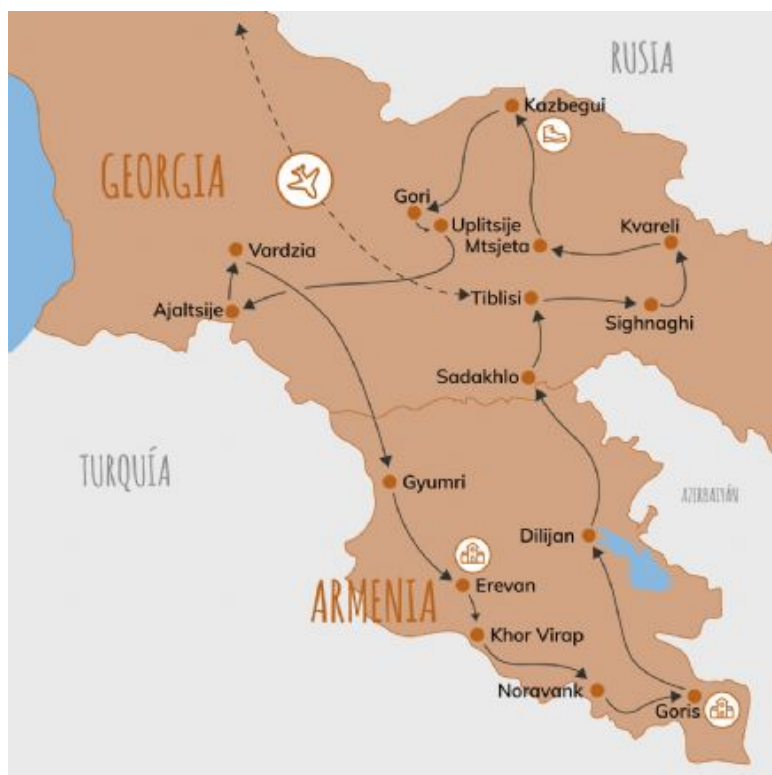 RUSIA
Kazbegui
GEORGIA
Gori
Uplitsije
Mtsjeta
Kvareli
Vardzia
Ajaltsije
Tiblisi
Sighnaghi
Sadakhlo
TURQUÍA
Gyumri
AZERBAIYÁN
Dilijan
ARMENIA
Erevan
Khor Virap
Noravank
Goris